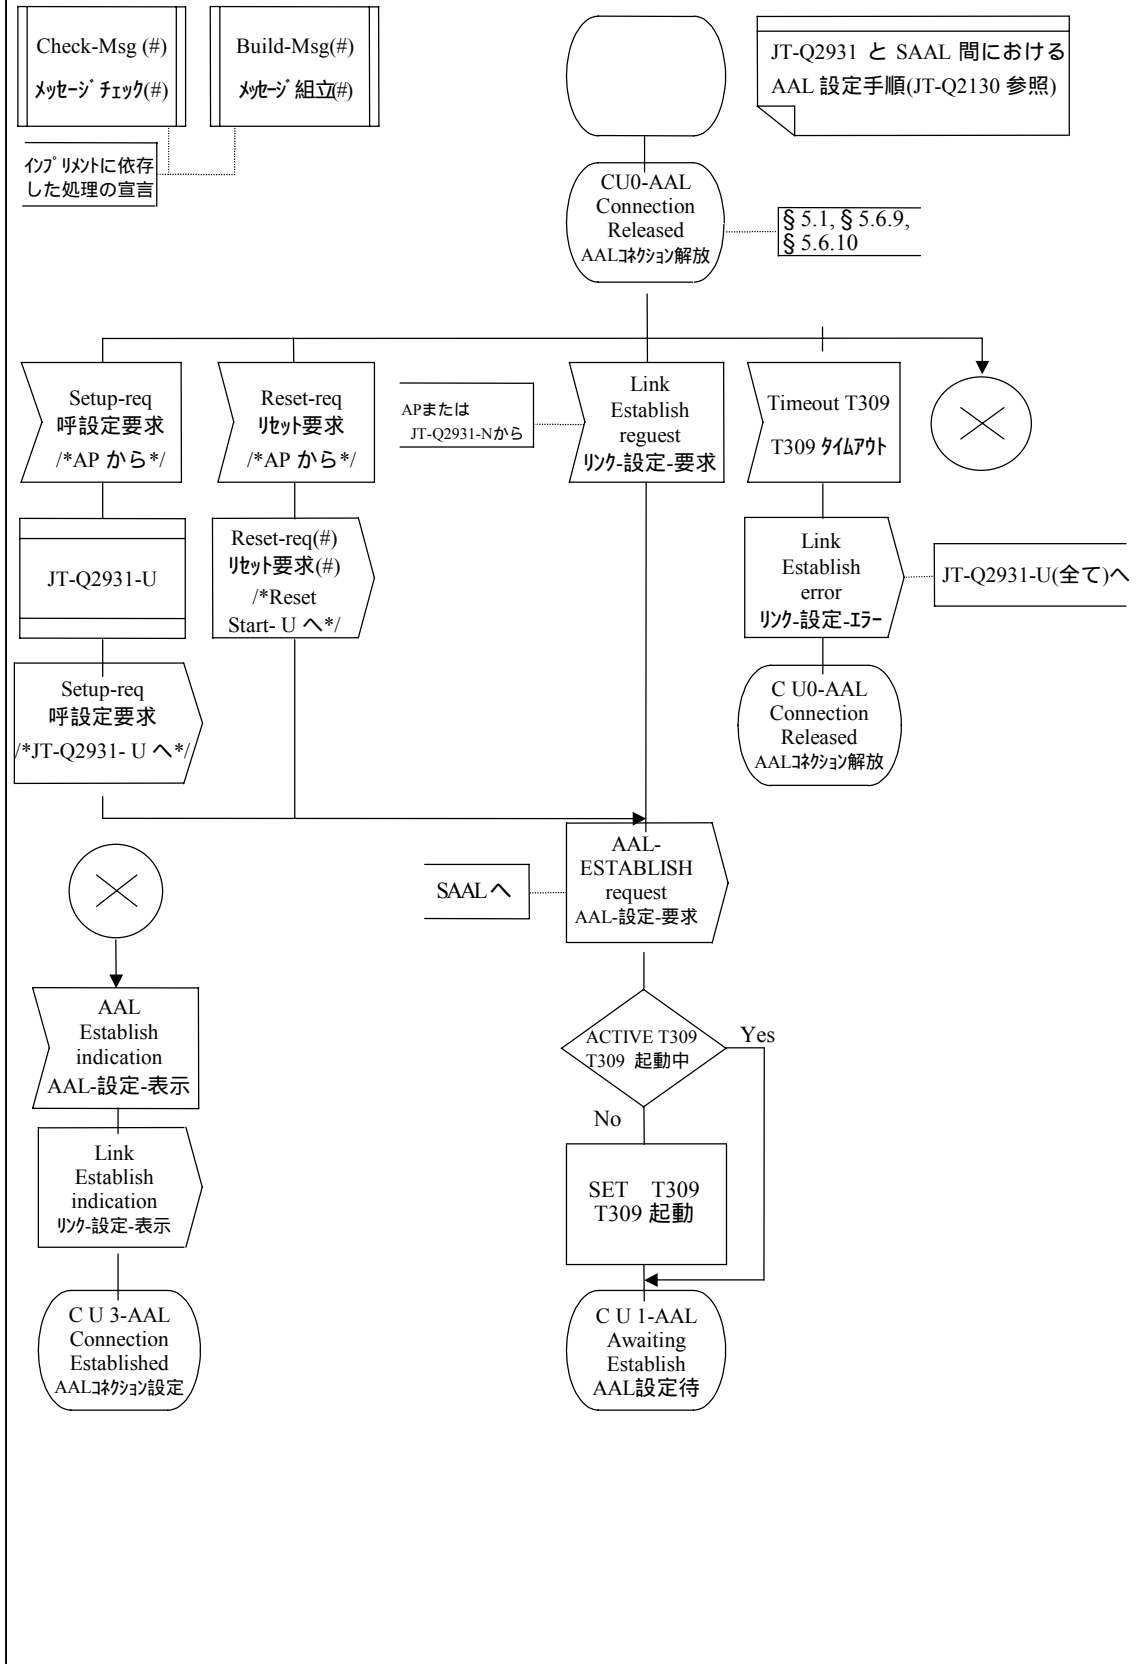 Check-Msg (#)
メッセージチェック(#)
Build-Msg(#)
メッセージ組立(#)
インプリメントに依存
した処理の宣言
JT-Q2931 と SAAL 間における
AAL 設定手順(JT-Q2130 参照)
CU0-AAL
Connection
Released
AALコネクション解放
§ 5.1, § 5.6.9,
§ 5.6.10
Setup-req
呼設定要求
/*AP から*/
Reset-req
リセット要求
/*AP から*/
APまたは
JT-Q2931-Nから
Link
Establish
reguest
リンク-設定-要求
Timeout T309
T309 タイムアウト
JT-Q2931-U
Reset-req(#)
リセット要求(#)
/*Reset
Start- U へ*/
Link
Establish
error
リンク-設定-エラー
JT-Q2931-U(全て)へ
Setup-req
呼設定要求
/*JT-Q2931- U へ*/
C U0-AAL
Connection
Released
AALコネクション解放
SAALへ
AAL-
ESTABLISH
request
AAL-設定-要求
AAL
Establish
indication
AAL-設定-表示
ACTIVE T309
T309 起動中
Yes
No
Link
Establish
indication
リンク-設定-表示
SET T309
T309 起動
C U 3-AAL
Connection
Established
AALコネクション設定
C U 1-AAL
Awaiting
Establish
AAL設定待